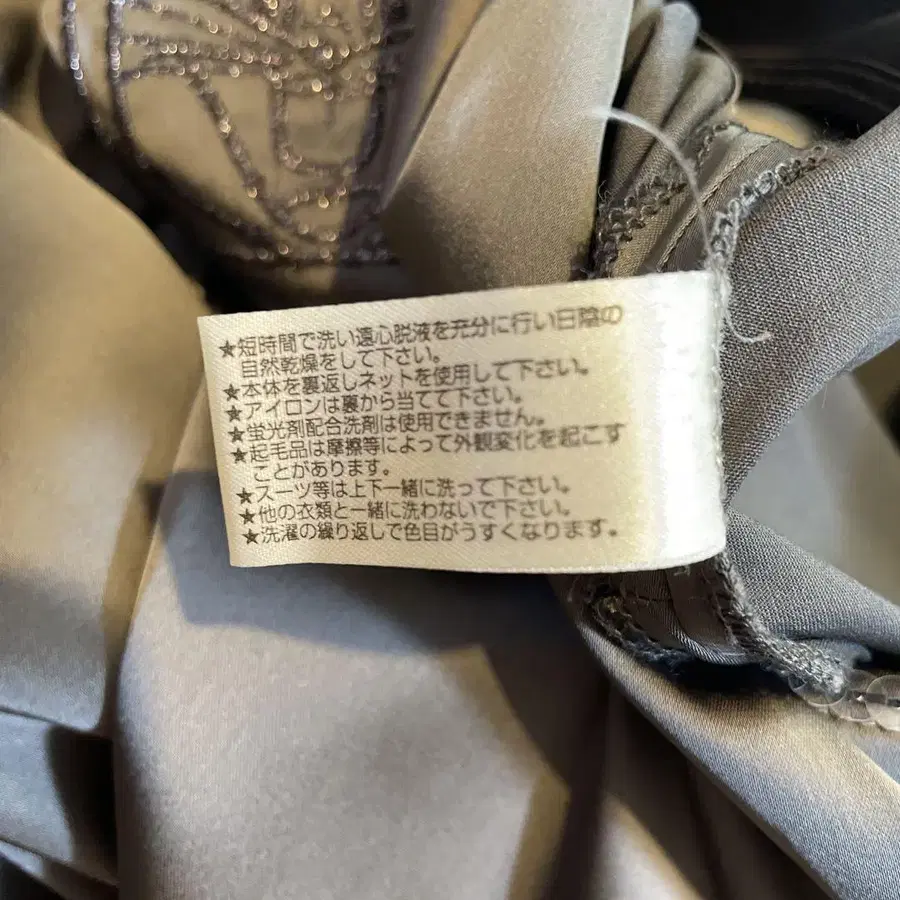 ★短時間で洗い遠心脱液を充分に行い日陰の
自然乾燥をして下さい。
★本体を裏返しネットを使用して下さい。
★アイロンは裏から当てて下さい。
★蛍光剤配合洗剤は使用できません。
★起毛品は摩擦等によって外観変化を起こす
ことがあります。
★スーツ等は上下一緒に洗って下さい。
★他の衣類と一緒に洗わないで下さい。
★洗濯の繰り返しで色目がうすくなります。